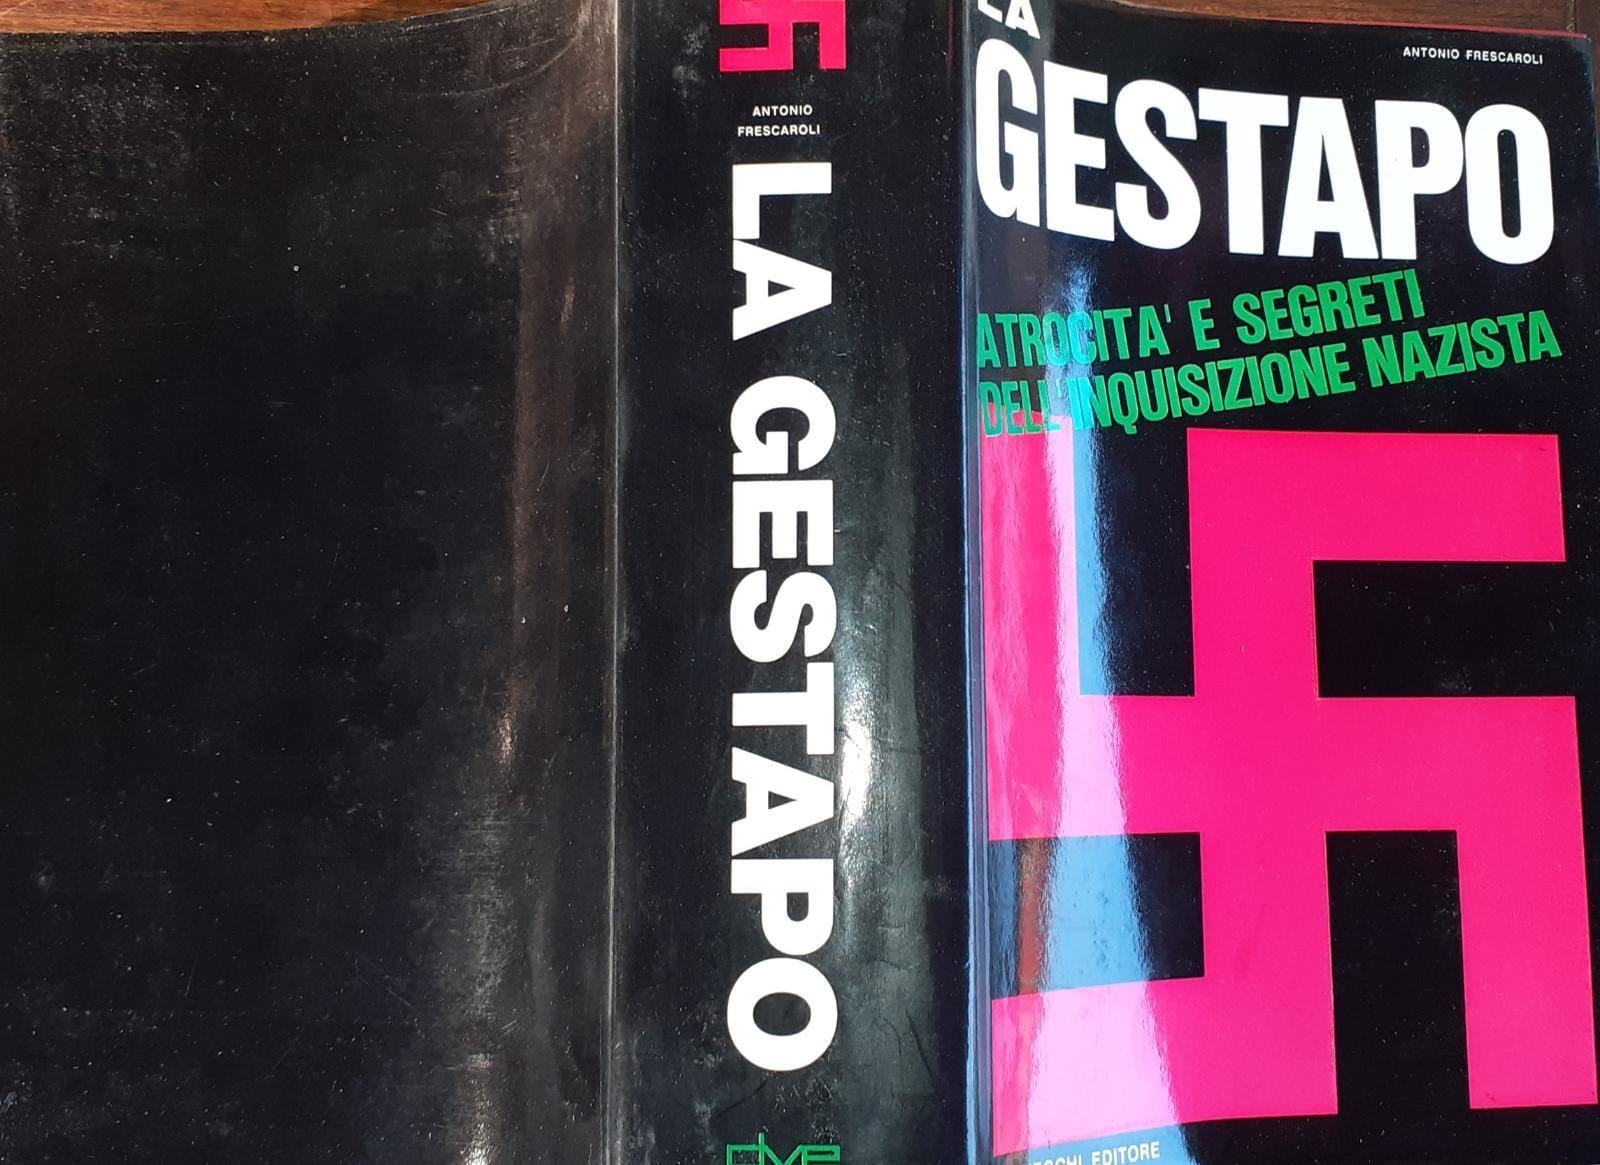 ANTONIO
FRESCAROLI
LA GESTAPO
LA
ANTONIO FRESCAROLI
GESTAPO
ATROCITA' E SEGRETI
DELL'INQUISIZIONE NAZISTA
EDITORE